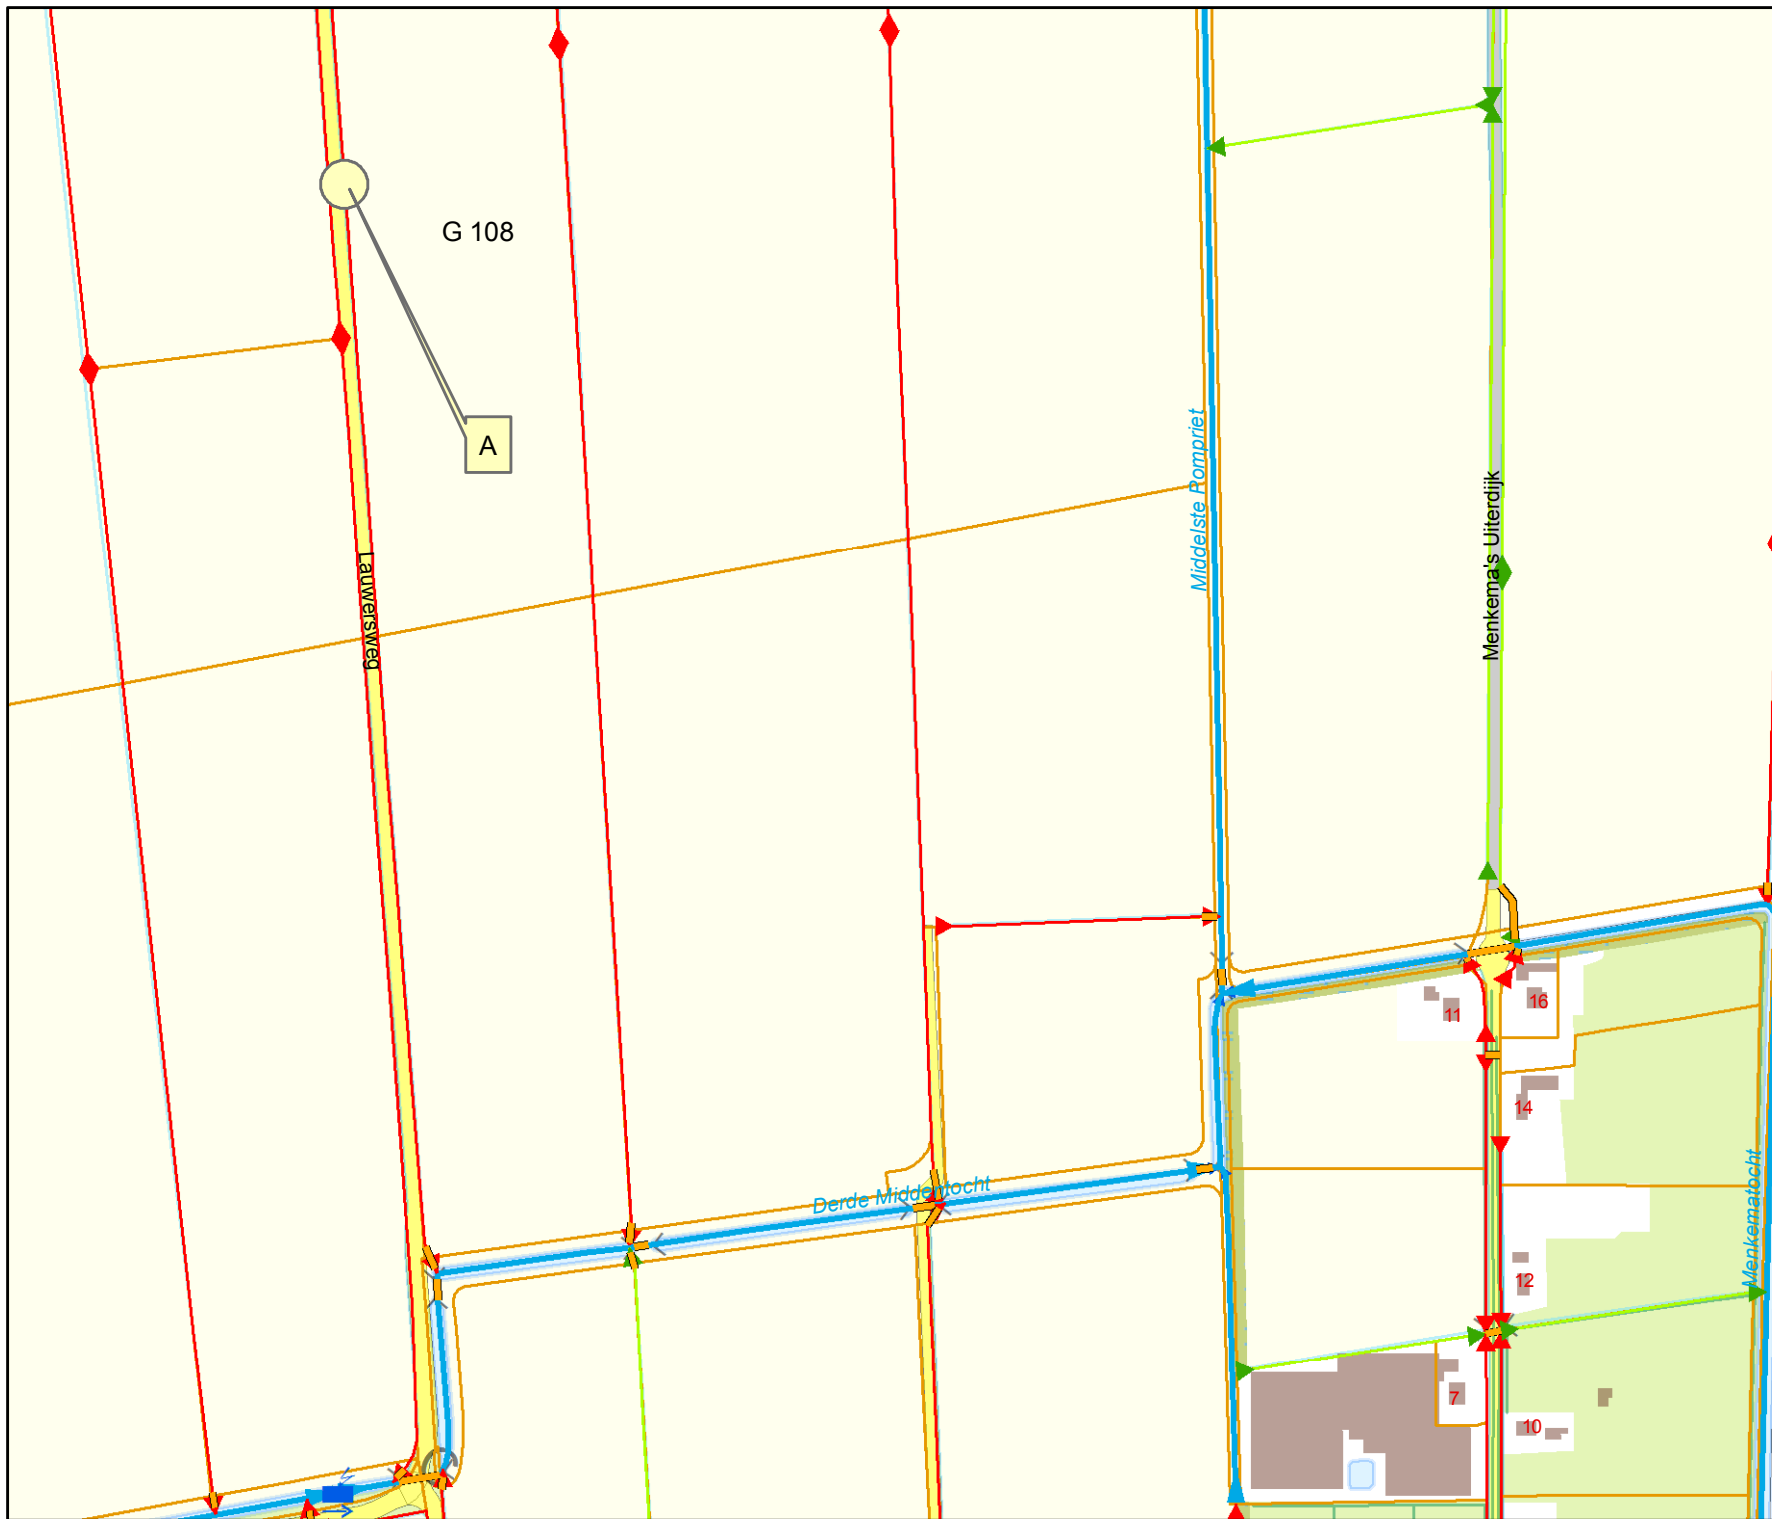 G 108
A
Middelste Rompriet
Menkema's Uiterdijk
Lauwersweg
16
11
14
Derde Middentocht
Menkematocht
12
7
10